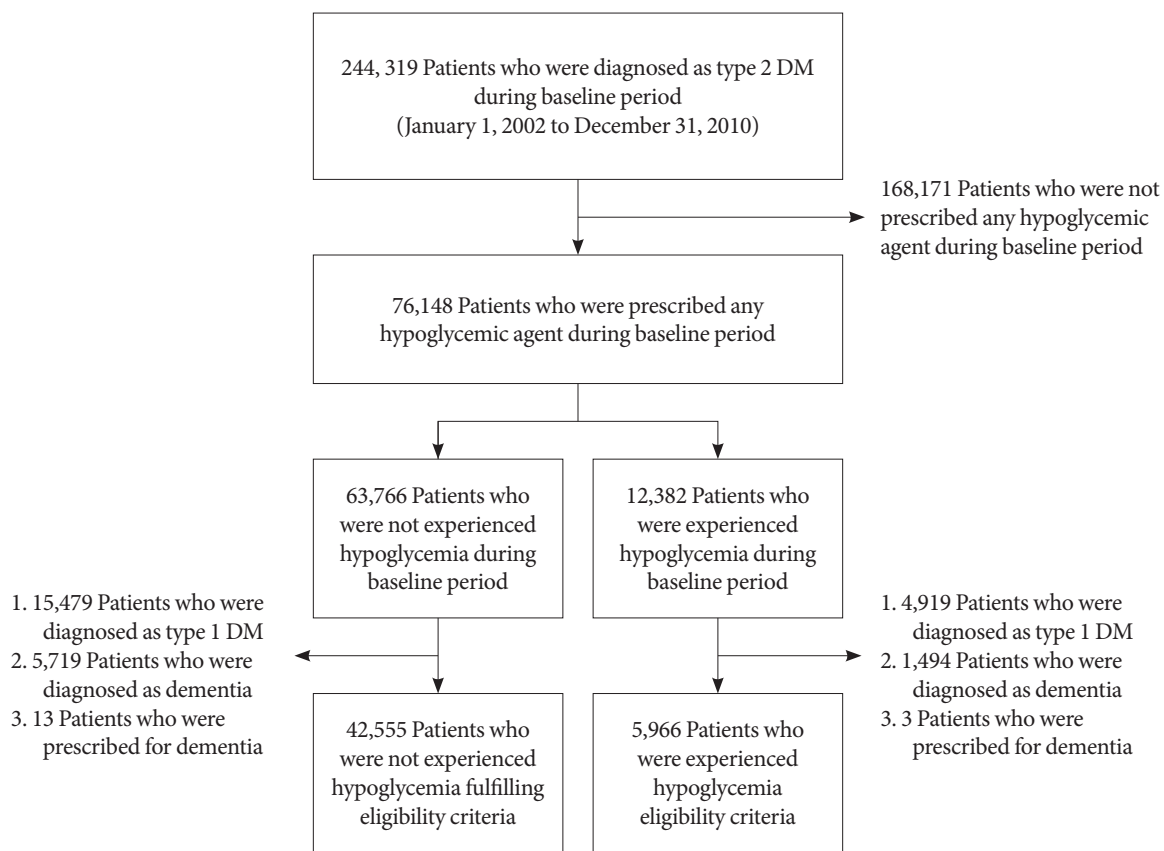 244, 319 Patients who were diagnosed as type 2 DM
during baseline period
(January 1, 2002 to December 31, 2010)
168,171 Patients who were not
prescribed any hypoglycemic
agent during baseline period
76,148 Patients who were prescribed any
hypoglycemic agent during baseline period
63,766 Patients who
were not experienced
hypoglycemia during
baseline period
12,382 Patients who
were experienced
hypoglycemia during
baseline period
1. 15,479 Patients who were
diagnosed as type 1 DM
2. 5,719 Patients who were
diagnosed as dementia
3. 13 Patients who were
prescribed for dementia
1. 4,919 Patients who were
diagnosed as type 1 DM
2. 1,494 Patients who were
diagnosed as dementia
3. 3 Patients who were
prescribed for dementia
42,555 Patients who
were not experienced
hypoglycemia fulfilling
eligibility criteria
5,966 Patients who
were experienced
hypoglycemia
eligibility criteria